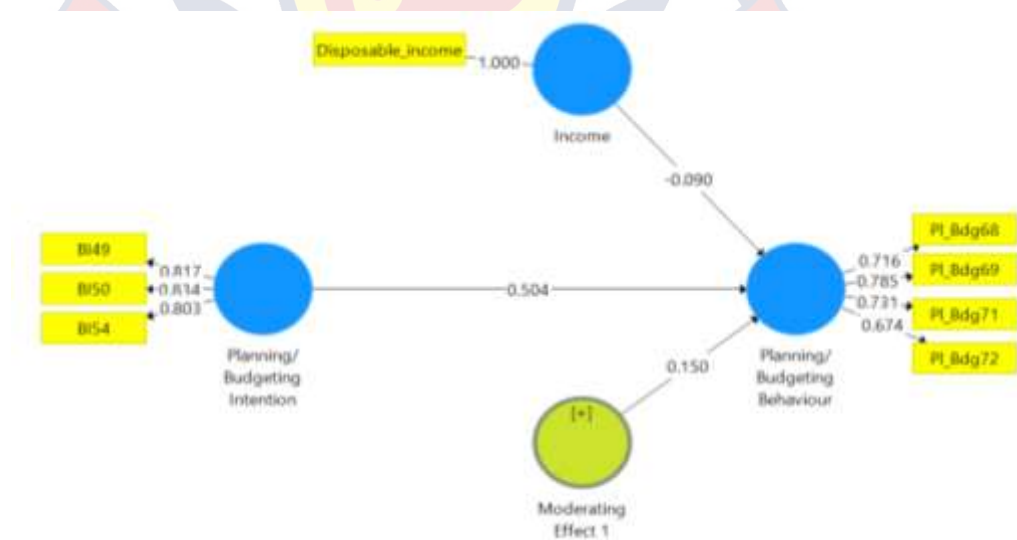 Disposable_income
1.000
Income
-0.090
BI49
BI50
BI54
0.817
0.814
0.803
Planning/
Budgeting
Intention
0.504
Pl_Bdg68
Pl_Bdg69
Pl_Bdg71
Pl_Bdg72
0.716
0.785
0.731
0.674
Planning/
Budgeting
Behaviour
0.150
[+]
Moderating
Effect 1